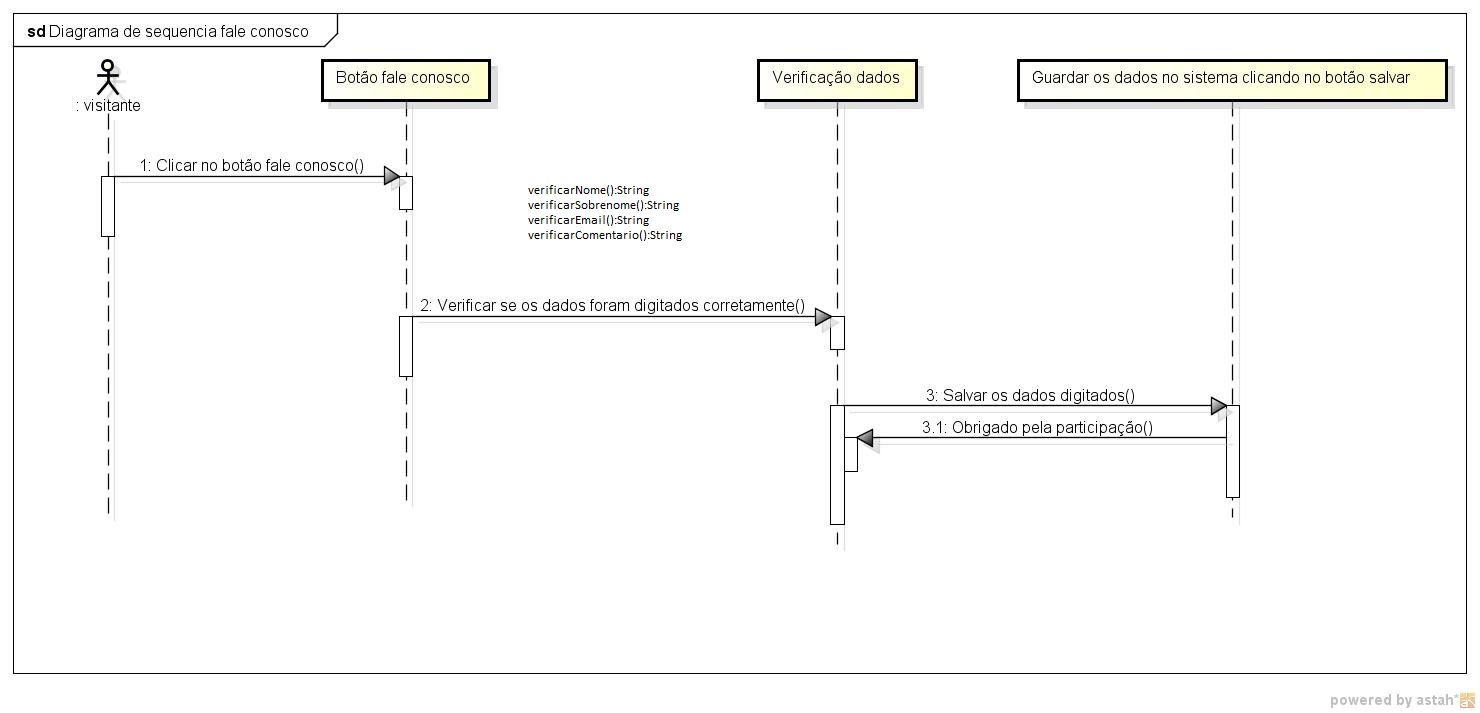 sd Diagrama de sequencia fale conosco
: visitante
Botão fale conosco
Verificação dados
Guardar os dados no sistema clicando no botão salvar
1: Clicar no botão fale conosco()
verificarNome():String
verificarSobrenome():String
verificarEmail():String
verificarComentario():String
2: Verificar se os dados foram digitados corretamente()
3: Salvar os dados digitados()
3.1: Obrigado pela participação()
powered by astah*